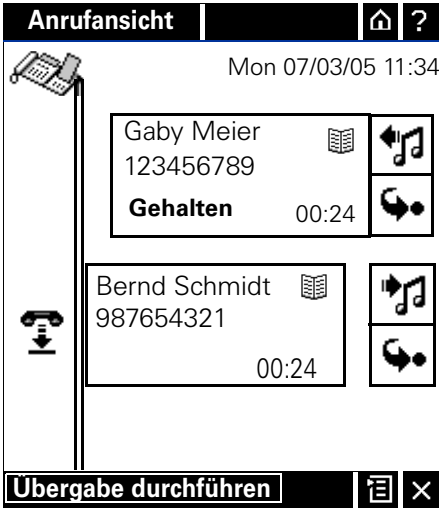 Anrufansicht ?
Mon 07/03/05 11:34
Gaby Meier
123456789
Gehalten 00:24
Bernd Schmidt
987654321
00:24
Übergabe durchführen